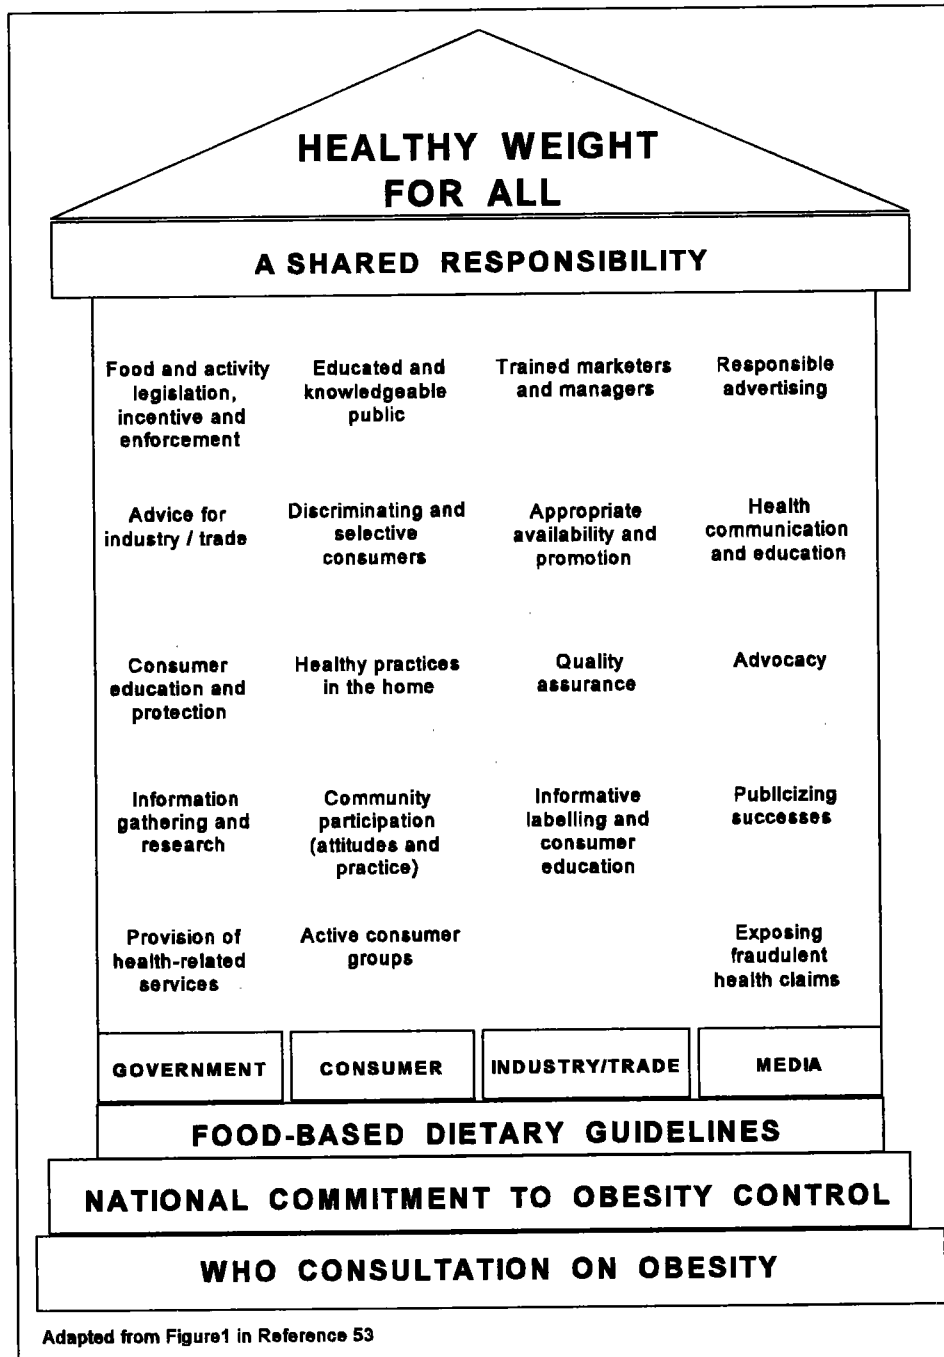 HEALTHY WEIGHT
FOR ALL
A SHARED RESPONSIBILITY
Food and activity
legislation,
incentive and
enforcement
Educated and
knowledgeable
public
Trained marketers
and managers
Responsible
advertising
Advice for
industry / trade
Discriminating and
selective
consumers
Appropriate
availability and
promotion
Health
communication
and education
Consumer
education and
protection
Healthy practices
in the home
Quality
assurance
Advocacy
Information
gathering and
research
Community
participation
(attitudes and
practice)
Informative
labelling and
consumer
education
Publicizing
successes
Provision of
health-related
services
Active consumer
groups
Exposing
fraudulent
health claims
GOVERNMENT
CONSUMER
INDUSTRY/TRADE
MEDIA
FOOD-BASED DIETARY GUIDELINES
NATIONAL COMMITMENT TO OBESITY CONTROL
WHO CONSULTATION ON OBESITY
Adapted from Figure1 in Reference 53